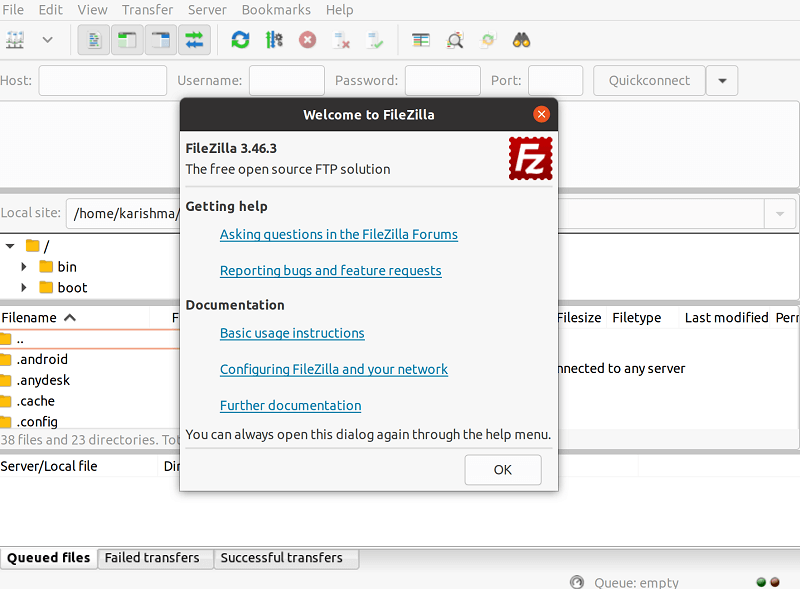 File Edit View Transfer Server Bookmarks Help
Host: Username: Password: Port: Quickconnect
Welcome to FileZilla
FileZilla 3.46.3
The free open source FTP solution
Fz
Local site: /home/karishma/
Getting help
Asking questions in the FileZilla Forums
/
bin
Reporting bugs and feature requests
boot
Documentation
Filename F Filesize Filetype Last modified Perr
Basic usage instructions
..
.android
Configuring FileZilla and your network
nnected to any server
.anydesk
.cache
Further documentation
.config
You can always open this dialog again through the help menu.
38 files and 23 directories. Tot
Server/Local file Dir
OK
Queued files Failed transfers Successful transfers
Queue: empty